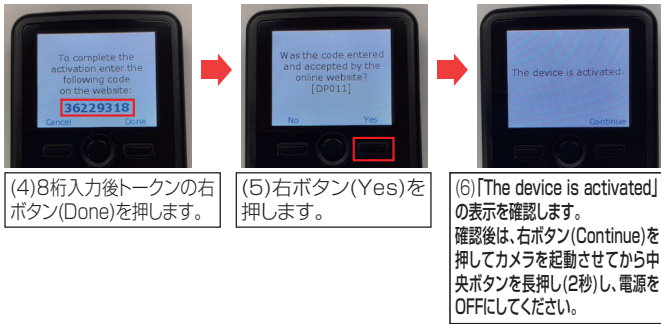 To complete the
activation enter the
following code
on the website:
36229318
Cancel Done
Was the code entered
and accepted by the
online website?
[DP011]
No Yes
The device is activated.
Continue
(4)8桁入力後トークンの右
ボタン(Done)を押します。
(5)右ボタン(Yes)を
押します。
(6)「The device is activated」
の表示を確認します。
確認後は、右ボタン(Continue)を
押してカメラを起動させてから中
央ボタンを長押し(2秒)し、電源を
OFFにしてください。